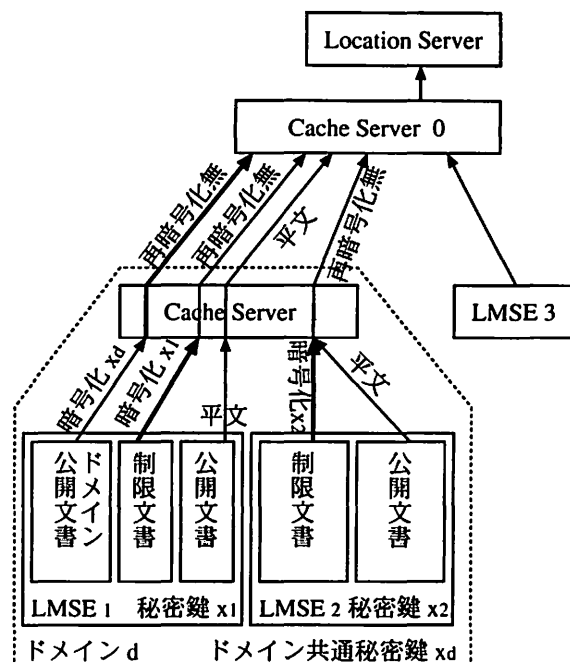 Location Server
Cache Server 0
再暗号化無
再暗号化無
平文
再暗号化無
Cache Server
LMSE 3
暗号化 xd
暗号化 x1
平文
暗号化x2
平文
ドメイン
公開文書
制限文書
公開文書
制限文書
公開文書
LMSE 1 秘密鍵 x1
LMSE 2 秘密鍵 x2
ドメイン d ドメイン共通秘密鍵 xd